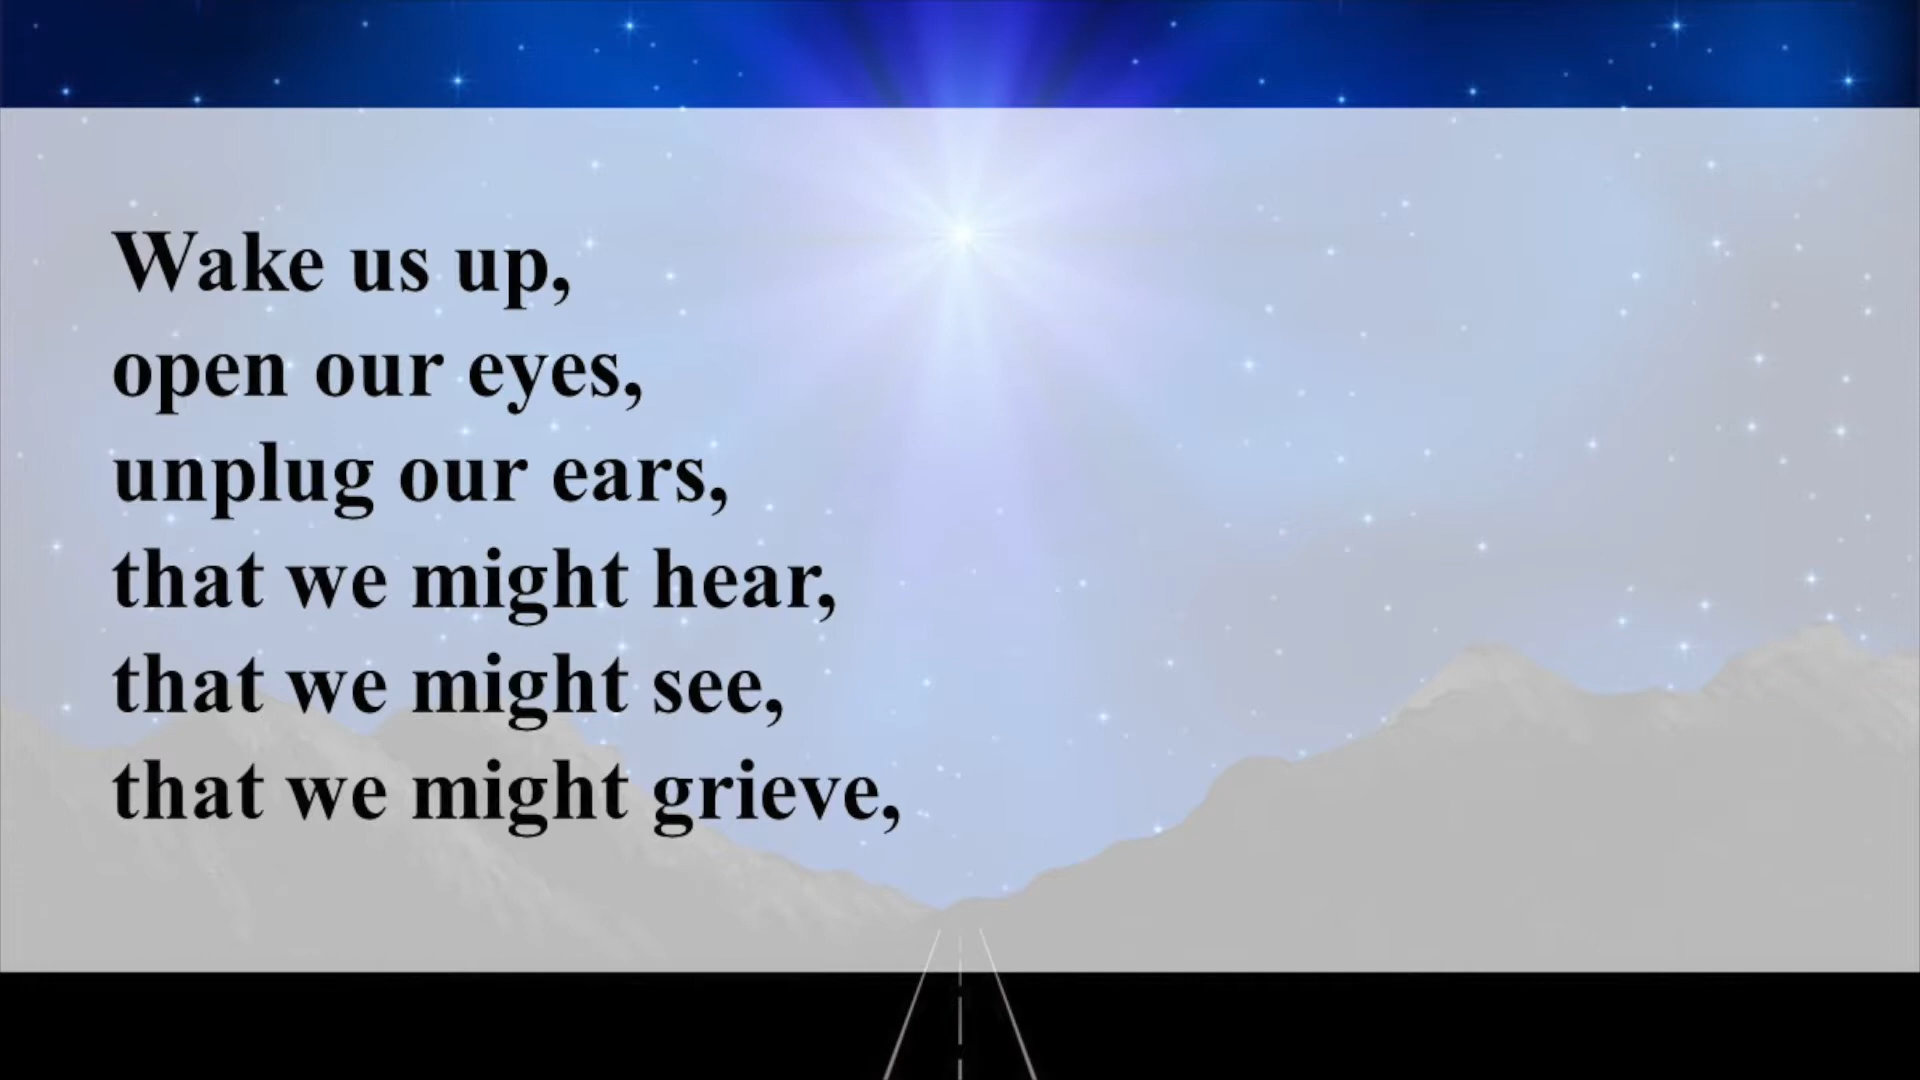 Wake us up,
open our eyes,
unplug our ears,
that we might hear,
that we might see,
that we might grieve,